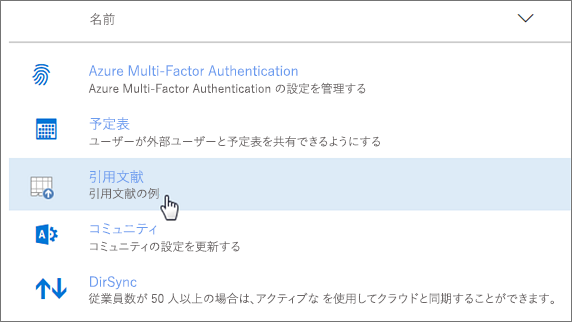 名前
Azure Multi-Factor Authentication
Azure Multi-Factor Authentication の設定を管理する
予定表
ユーザーが外部ユーザーと予定表を共有できるようにする
引用文献
引用文献の例
コミュニティ
コミュニティの設定を更新する
DirSync
従業員数が 50 人以上の場合は、アクティブな を使用してクラウドと同期することができます。